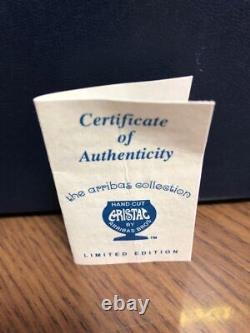 Certificate
of
Authenticity
the arribas collection
HAND CUT
CRISTAL
BY
ARRIBAS BROS
TM
LIMITED EDITION